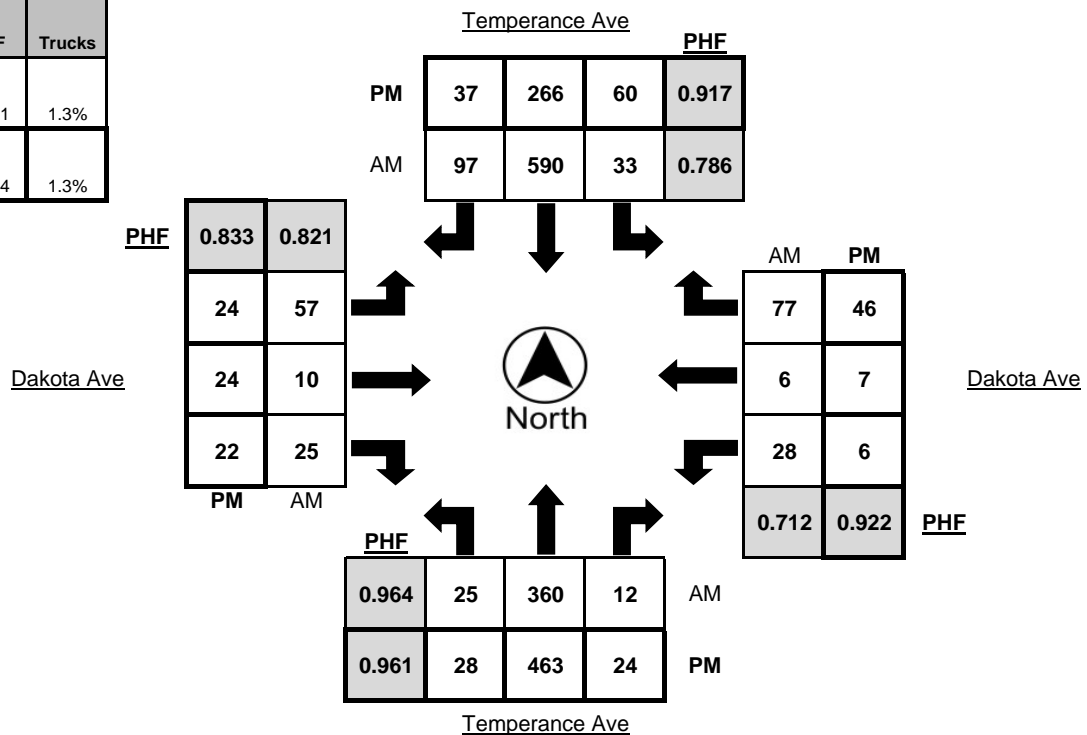 Trucks
1.3%
1.3%
Temperance Ave
PHF
PM 37 266 60 0.917
AM 97 590 33 0.786
PHF 0.833 0.821
24 57
Dakota Ave 24 10
22 25
PM AM
North
AM PM
77 46
6 7 Dakota Ave
28 6
0.712 0.922 PHF
PHF
0.964 25 360 12 AM
0.961 28 463 24 PM
Temperance Ave